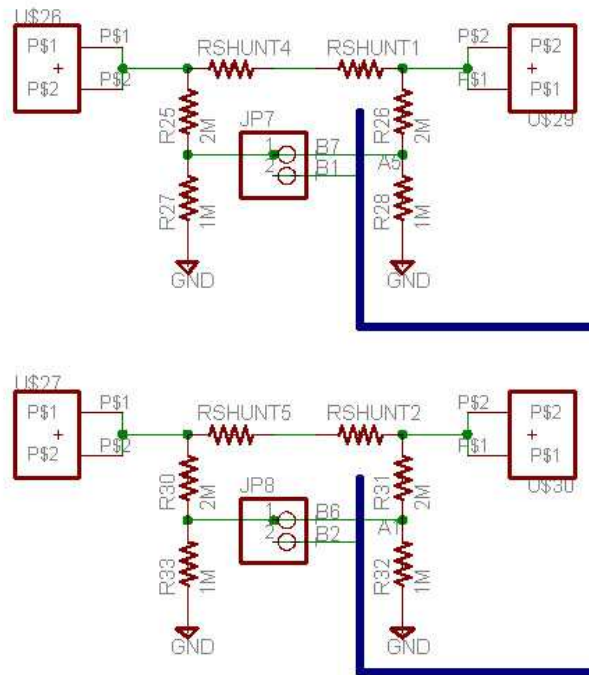 U$26
P$1
P$1
P$2
P$2
RSHUNT4
RSHUNT1
P$2
P$2
P$1
P$1
U$29
R25
2M
JP7
1
2
B7
B1
R26
2M
A5
R27
1M
R28
1M
GND
GND
U$27
P$1
P$1
P$2
P$2
RSHUNT5
RSHUNT2
P$2
P$2
P$1
P$1
U$30
R30
2M
JP8
1
2
B6
B2
R31
2M
A1
R33
1M
R32
1M
GND
GND